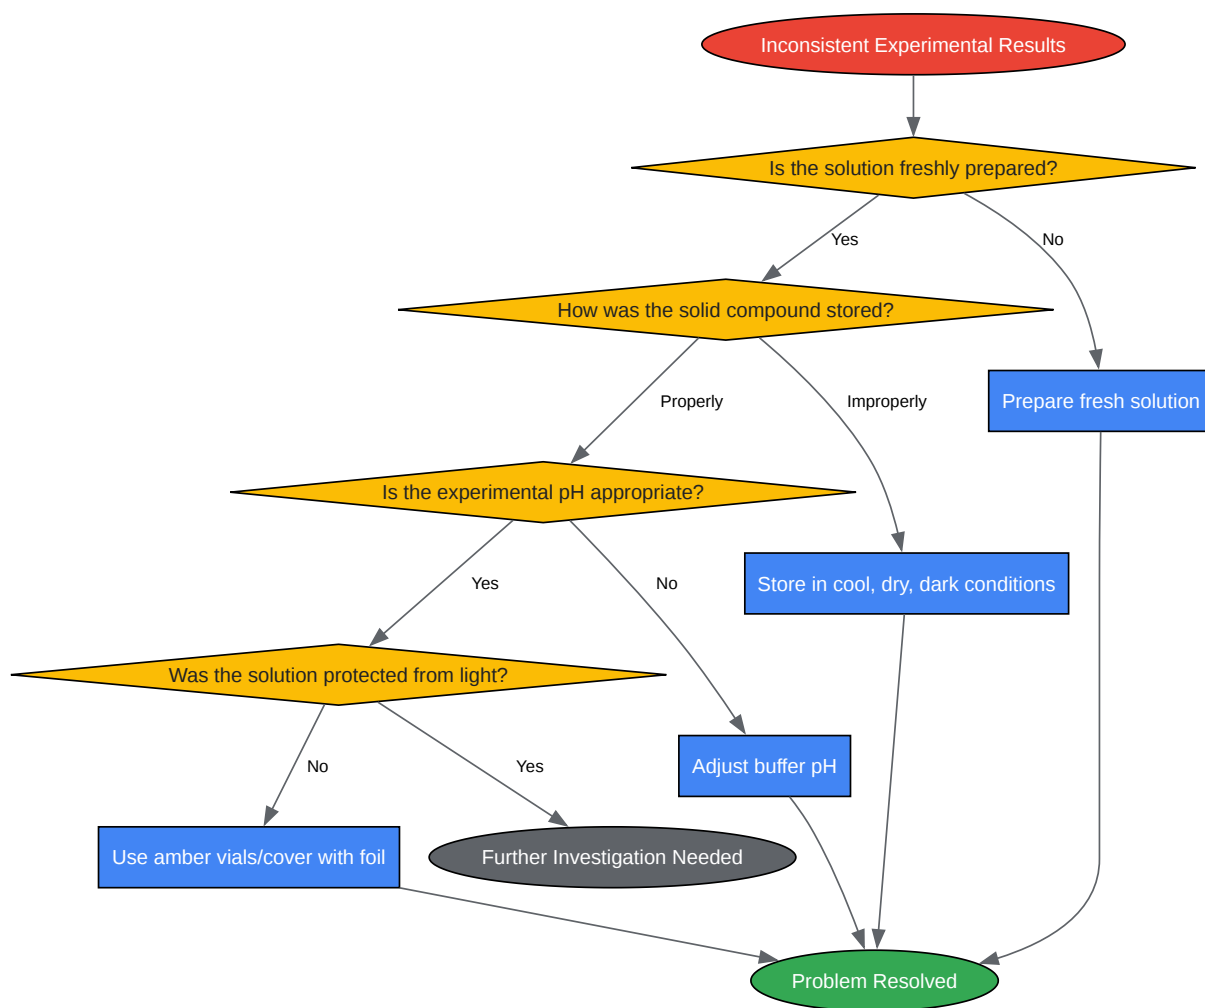 Inconsistent Experimental Results
Is the solution freshly prepared?
Yes
No
How was the solid compound stored?
Prepare fresh solution
Properly
Improperly
Is the experimental pH appropriate?
Store in cool, dry, dark conditions
Yes
No
Was the solution protected from light?
Adjust buffer pH
No
Yes
Use amber vials/cover with foil
Further Investigation Needed
Problem Resolved